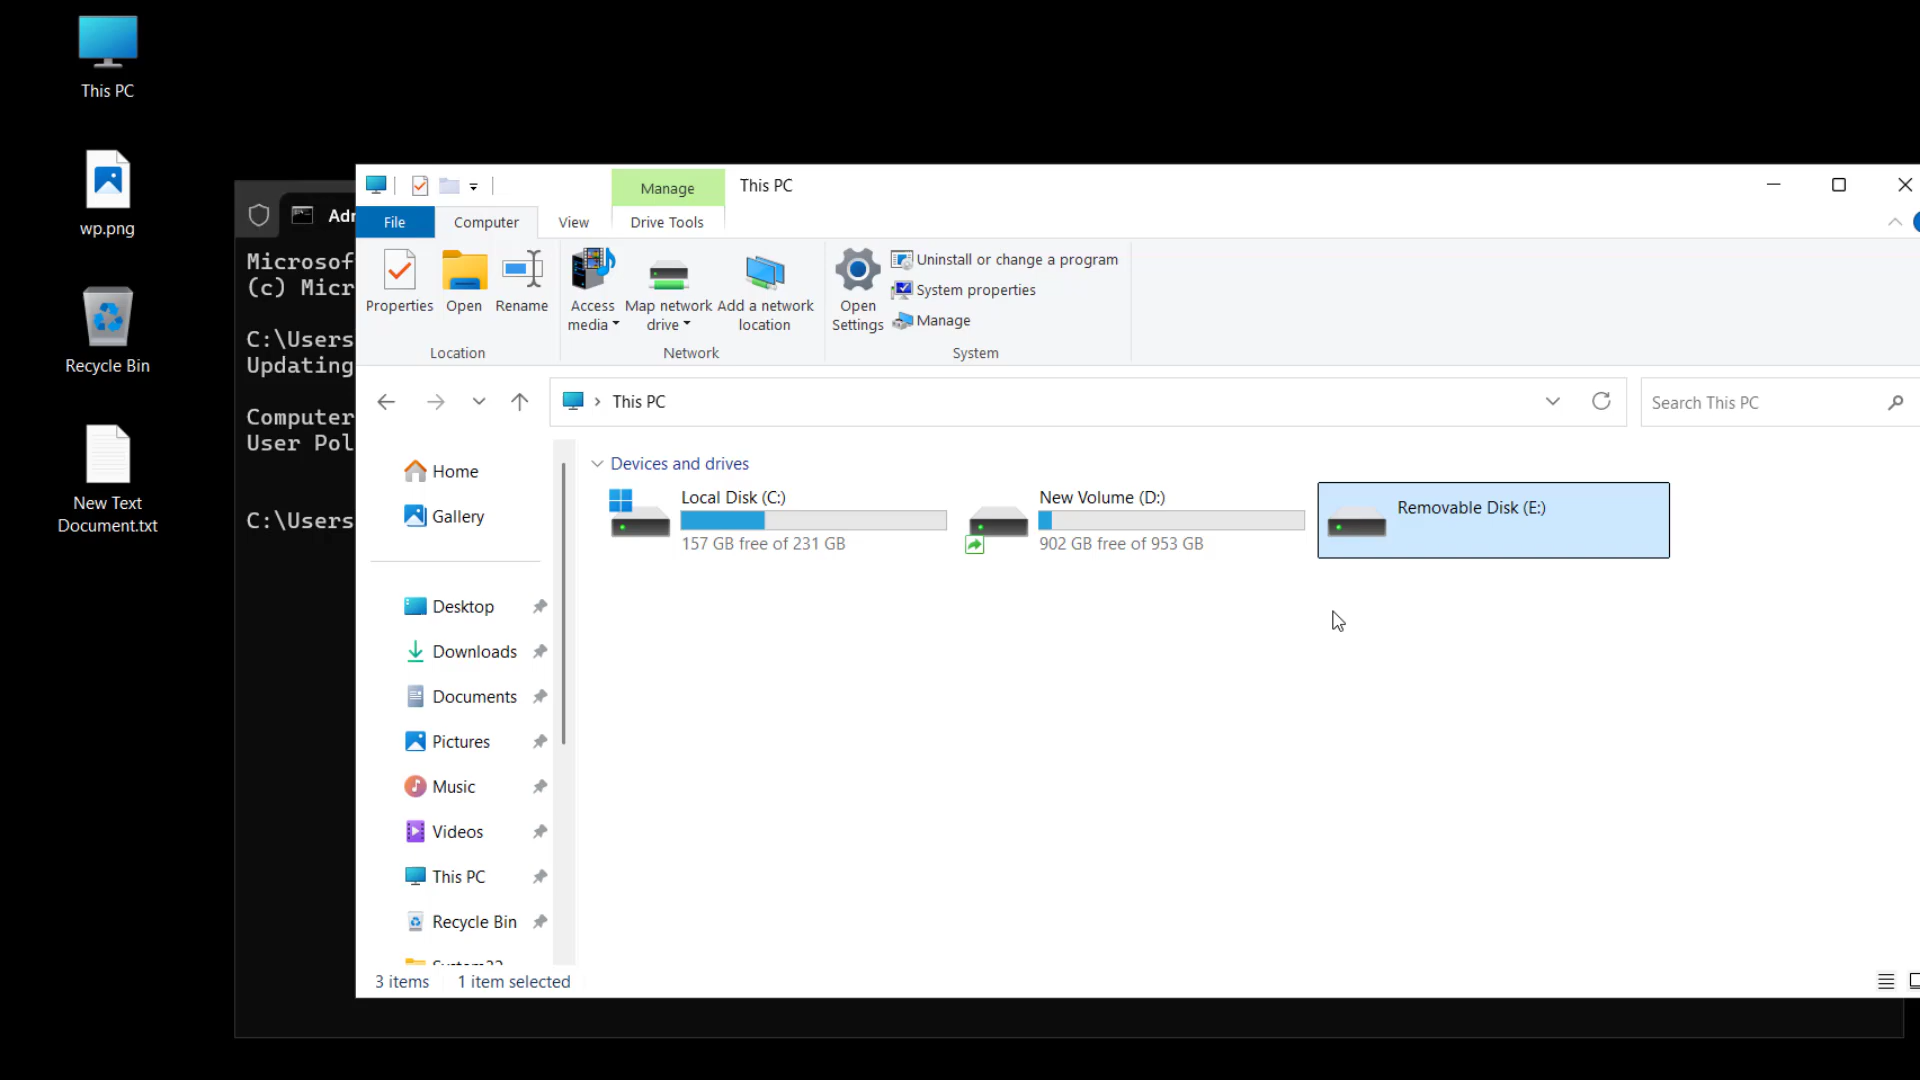 This PC
wp.png
Recycle Bin
New Text
Document.txt
Microsof
(c) Micr
C:\Users
Updating
Computer
User Pol
C:\Users
Manage
This PC
File
Computer
View
Drive Tools
Properties
Open
Rename
Access
media
Map network
drive
Add a network
location
Open
Settings
Uninstall or change a program
System properties
Manage
Location
Network
System
This PC
Search This PC
Home
Gallery
Desktop
Downloads
Documents
Pictures
Music
Videos
This PC
Recycle Bin
Devices and drives
Local Disk (C:)
157 GB free of 231 GB
New Volume (D:)
902 GB free of 953 GB
Removable Disk (E:)
3 items
1 item selected